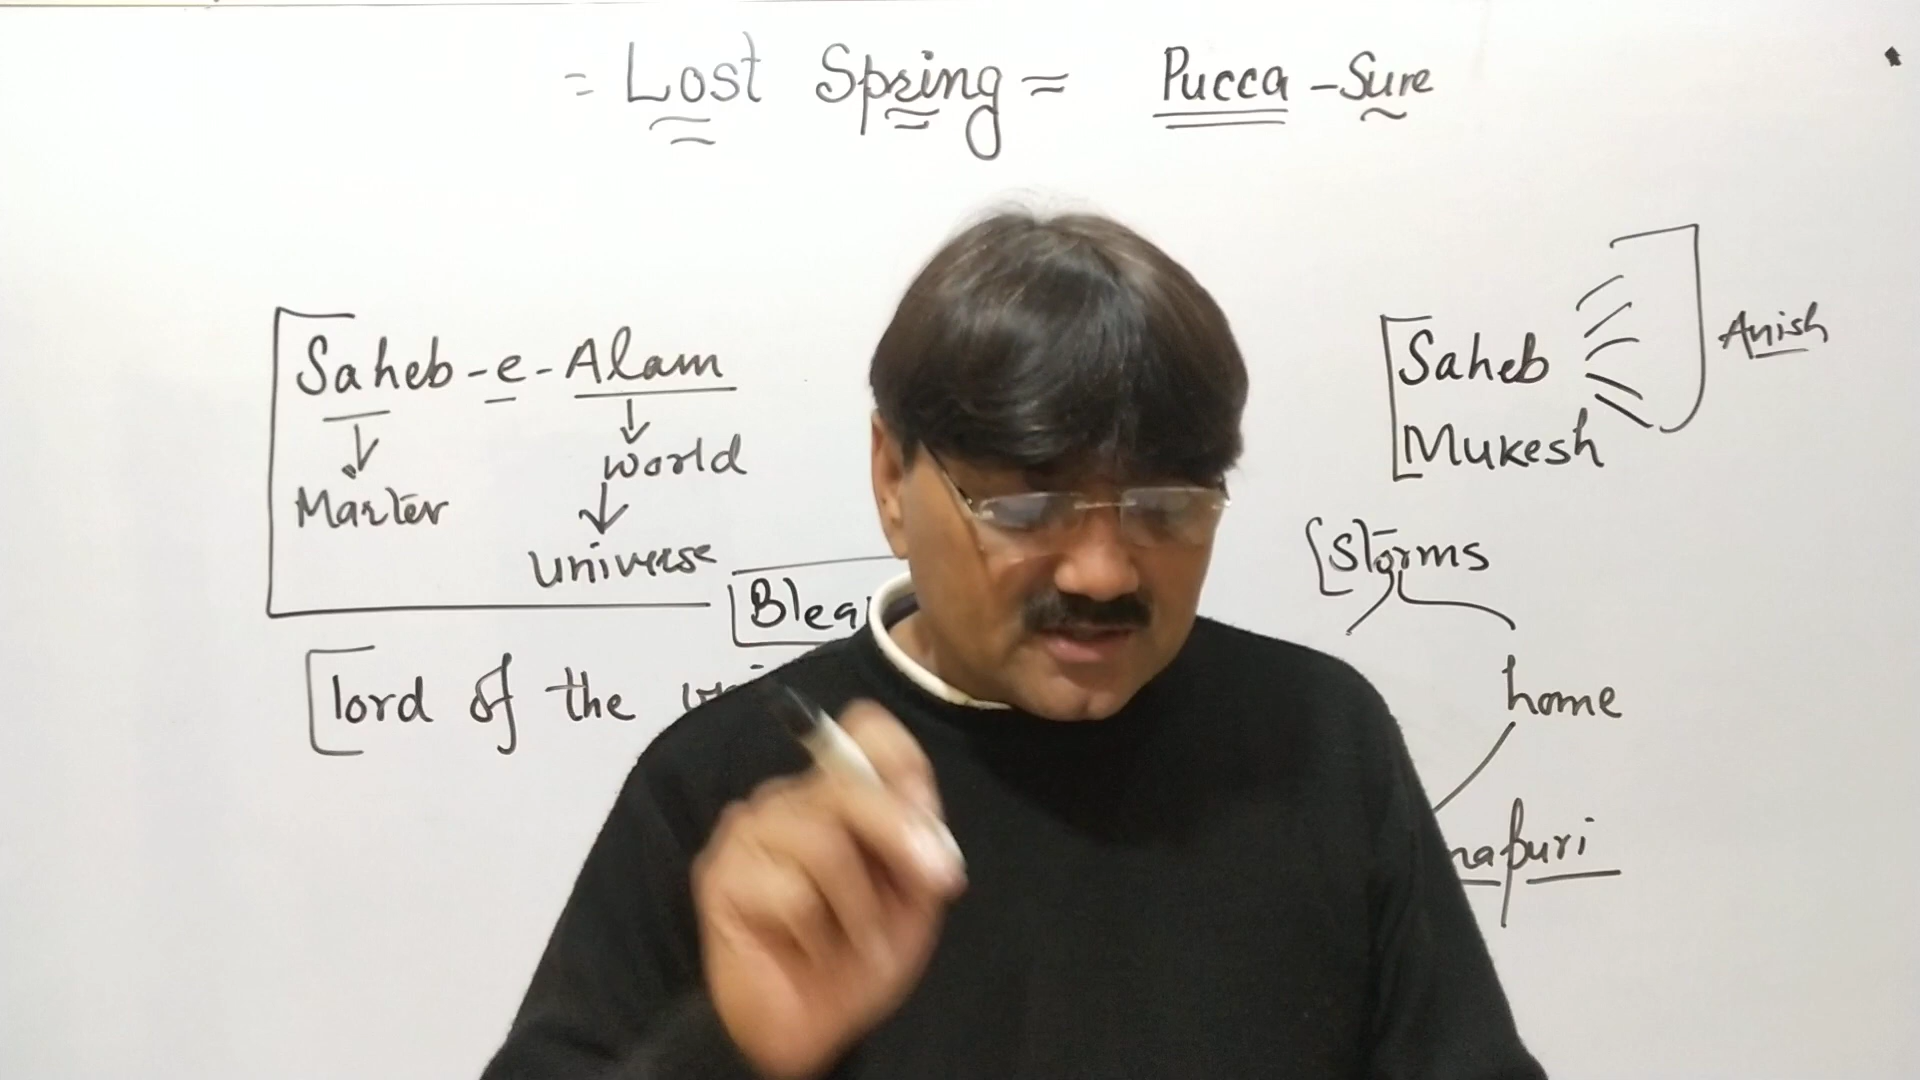 = Lost Spring = Pucca - Sure
Saheb - e - Alam
Master
world
universe
lord of the
Saheb
Mukesh
Anish
Storms
home